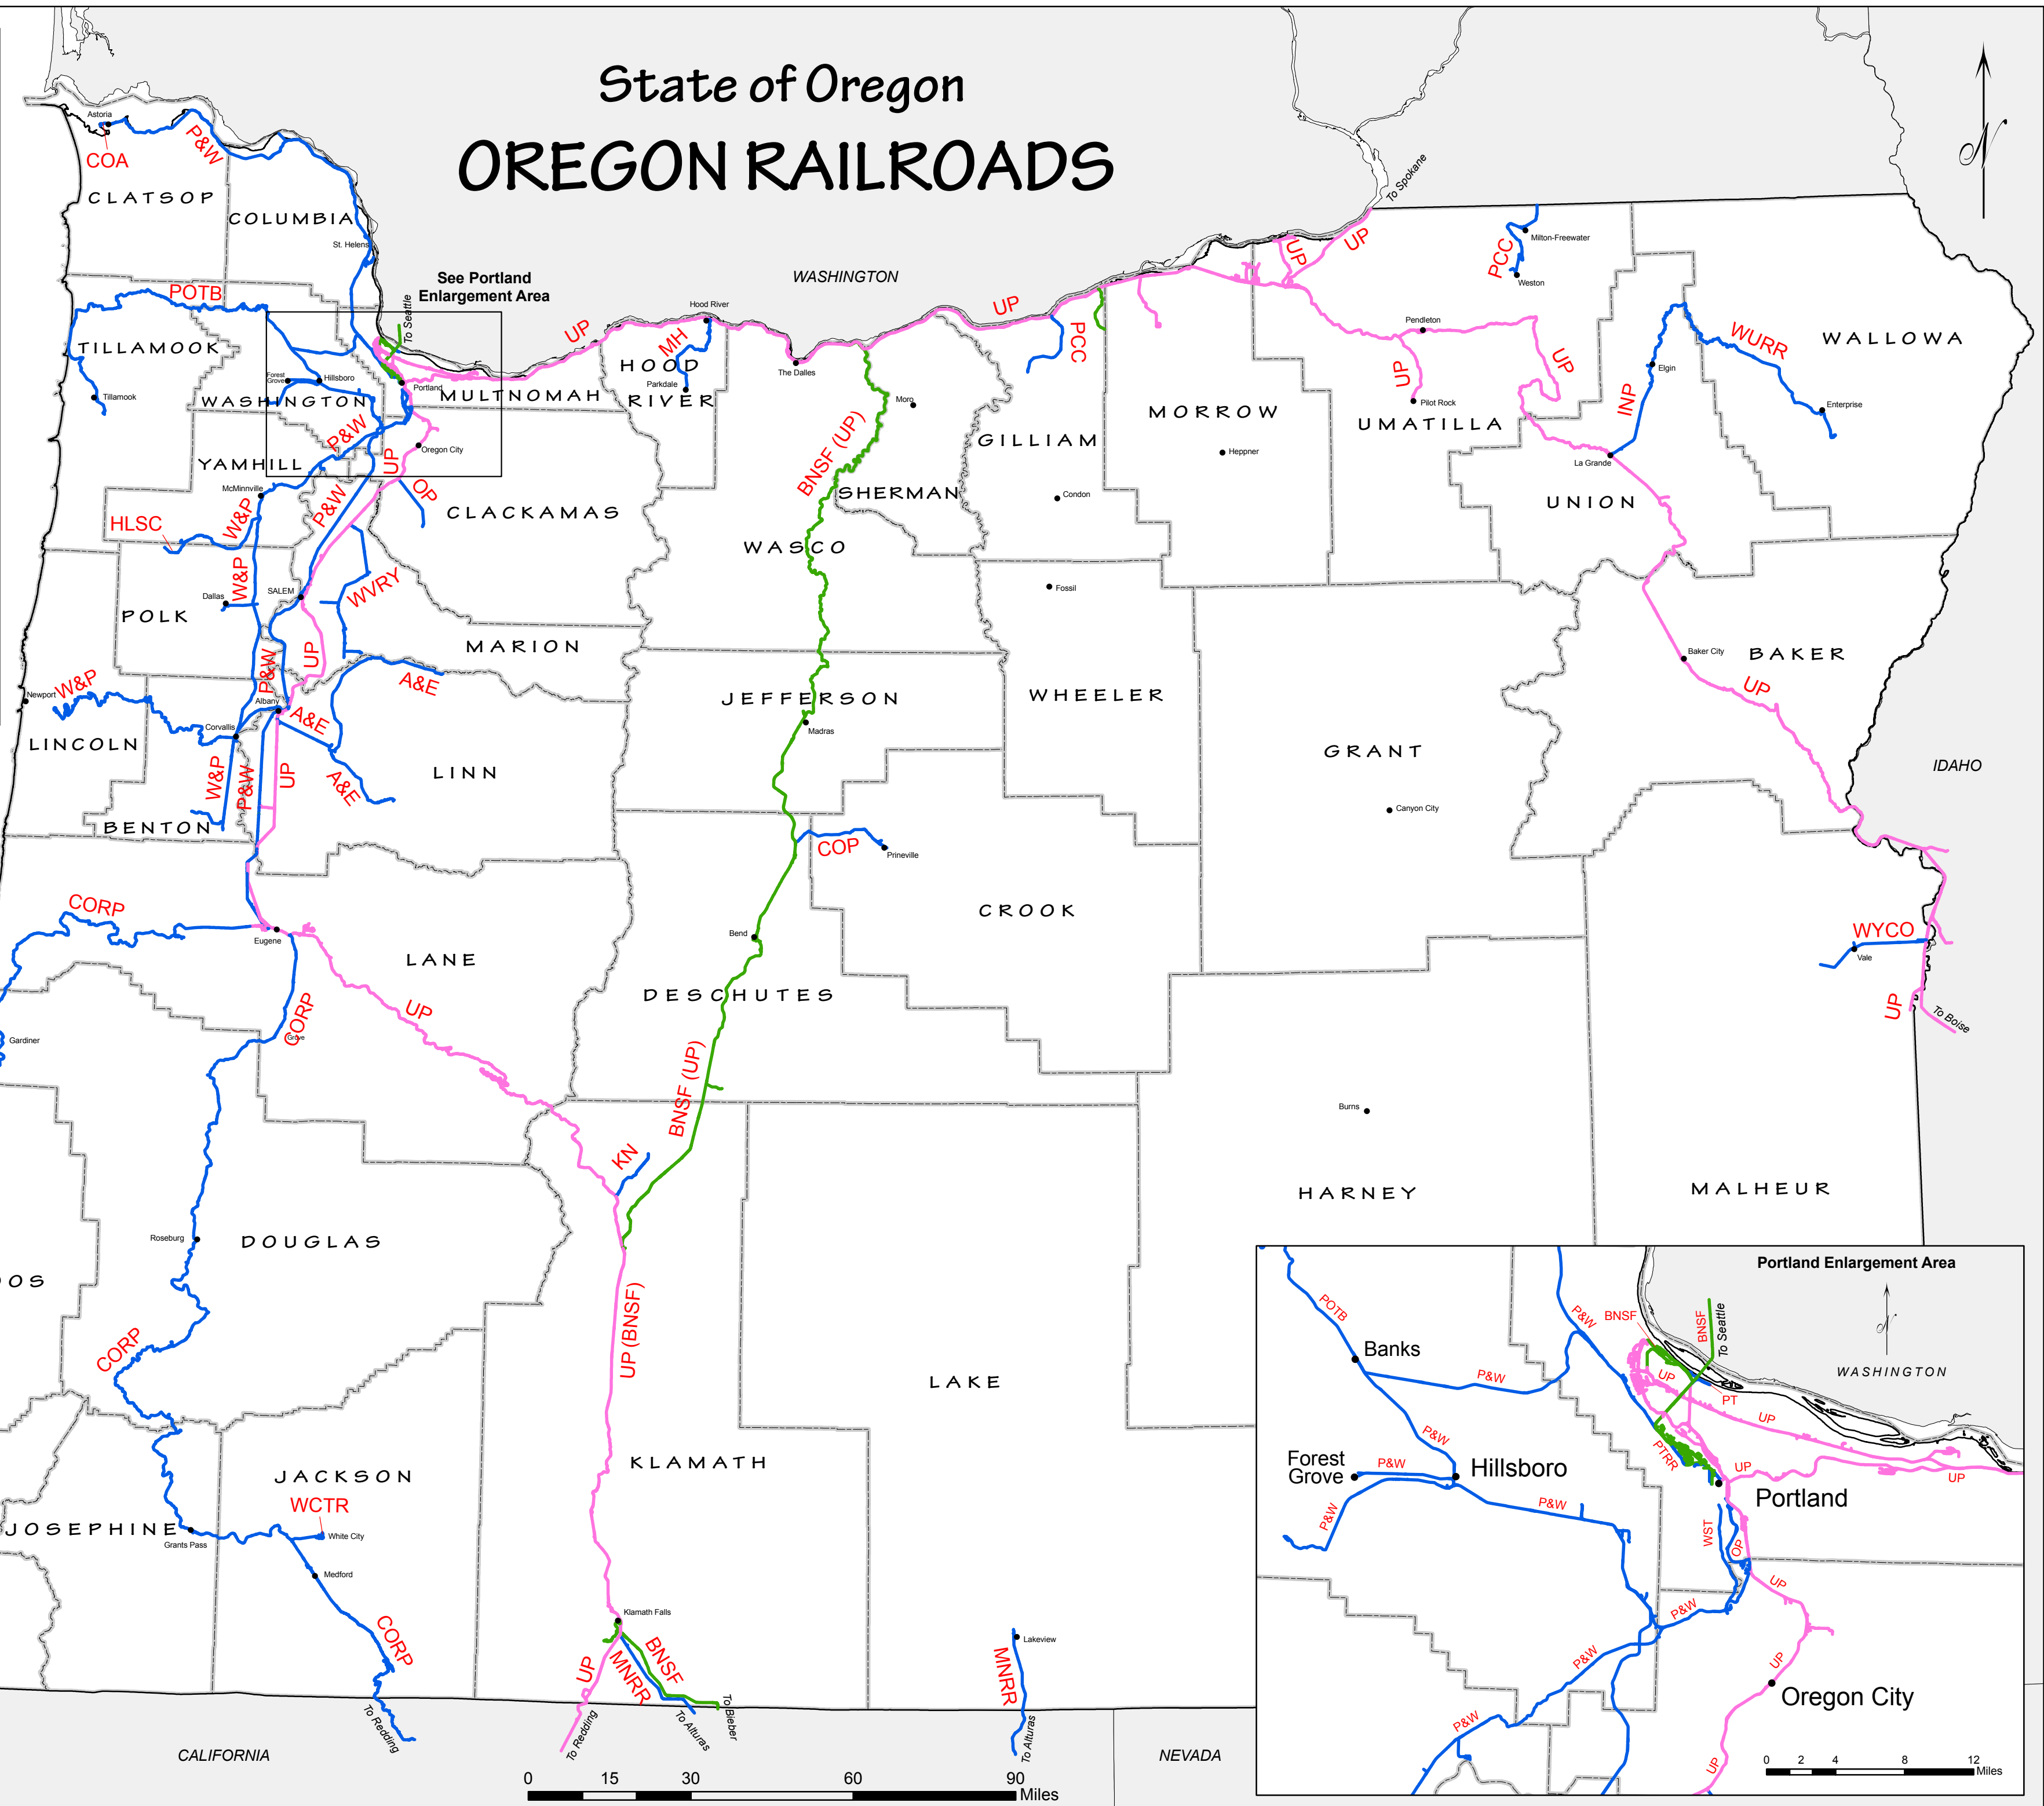 State of Oregon
OREGON RAILROADS
N
To Spokane
Astoria
COA
P&W
CLATSOP
COLUMBIA
St. Helens
See Portland
Enlargement Area
WASHINGTON
To Seattle
POTB
TILLAMOOK
Tillamook
Forest
Grove
Hillsboro
WASHINGTON
Portland
MULTNOMAH
UP
Hood River
MH
HOOD
RIVER
Parkdale
The Dalles
UP
PCC
UP
UP
PCC
Milton-Freewater
Weston
Pendleton
UP
Pilot Rock
UP
UMATILLA
MORROW
Heppner
GILLIAM
Condon
Moro
SHERMAN
BNSF (UP)
WASCO
WURR
WALLOWA
Elgin
INP
Enterprise
La Grande
UNION
P&W
YAMHILL
McMinnville
UP
Oregon City
OP
CLACKAMAS
HLSC
W&P
P&W
W&P
Dallas
SALEM
WVRY
POLK
MARION
UP
P&W
A&E
Newport
W&P
Albany
A&E
Corvallis
LINCOLN
W&P
P&W
UP
A&E
LINN
BENTON
JEFFERSON
Madras
WHEELER
Fossil
GRANT
Canyon City
BAKER
Baker City
UP
IDAHO
COP
Prineville
CROOK
CORP
Eugene
LANE
Bend
DESCHUTES
UP
CORP
Grove
Gardiner
WYCO
Vale
UP
To Boise
BNSF (UP)
KN
Burns
HARNEY
MALHEUR
Roseburg
DOUGLAS
OS
CORP
UP (BNSF)
LAKE
KLAMATH
JACKSON
WCTR
White City
JOSEPHINE
Grants Pass
Medford
CORP
To Redding
Klamath Falls
UP
MNRR
BNSF
To Redding
To Alturas
To Bieber
MNRR
Lakeview
To Alturas
CALIFORNIA
NEVADA
0 15 30 60 90
Miles
Portland Enlargement Area
N
WASHINGTON
POTB
Banks
P&W
BNSF
BNSF
To Seattle
P&W
UP
PT
UP
P&W
Forest
Grove
P&W
Hillsboro
PTRR
UP
UP
Portland
P&W
P&W
WST
OP
UP
P&W
P&W
UP
Oregon City
P&W
UP
0 2 4 8 12
Miles